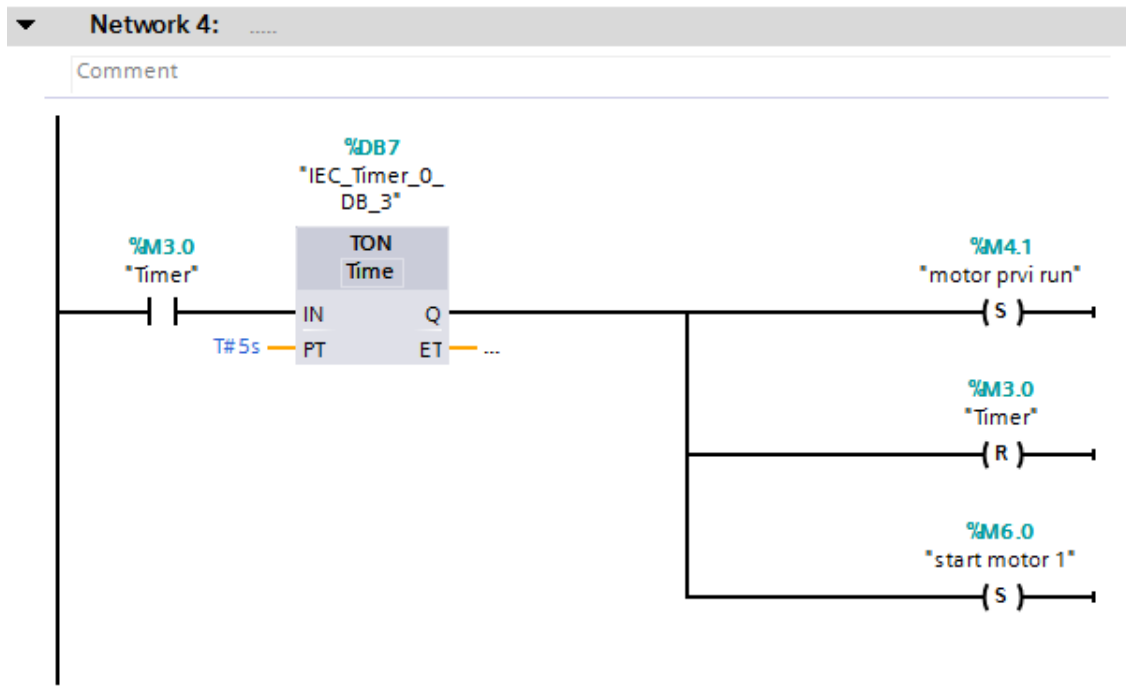 Network 4: .....
Comment
%DB7
"IEC_Timer_0_
DB_3"
%M3.0
"Timer"
TON
Time
%M4.1
"motor prvi run"
IN Q
( S )
T#5s PT ET ...
%M3.0
"Timer"
( R )
%M6.0
"start motor 1"
( S )